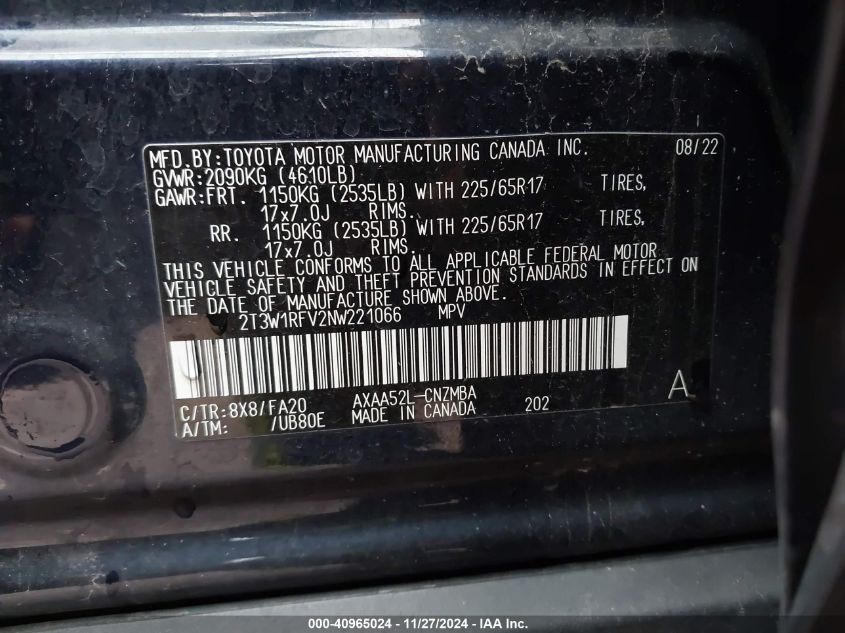 MFD.BY:TOYOTA MOTOR MANUFACTURING CANADA INC. 08/22
GVWR:2090KG (4610LB)
GAWR:FRT. 1150KG (2535LB) WITH 225/65R17 TIRES,
17x7.0J RIMS.
RR. 1150KG (2535LB) WITH 225/65R17 TIRES,
17x7.0J RIMS.
THIS VEHICLE CONFORMS TO ALL APPLICABLE FEDERAL MOTOR
VEHICLE SAFETY AND THEFT PREVENTION STANDARDS IN EFFECT ON
THE DATE OF MANUFACTURE SHOWN ABOVE.
2T3W1RFV2NW221066 MPV
C/TR:8X8/FA20 AXAA52L-CNZMBA A
A/TM: /UB80E MADE IN CANADA 202
000-40965024 - 11/27/2024 - IAA Inc.